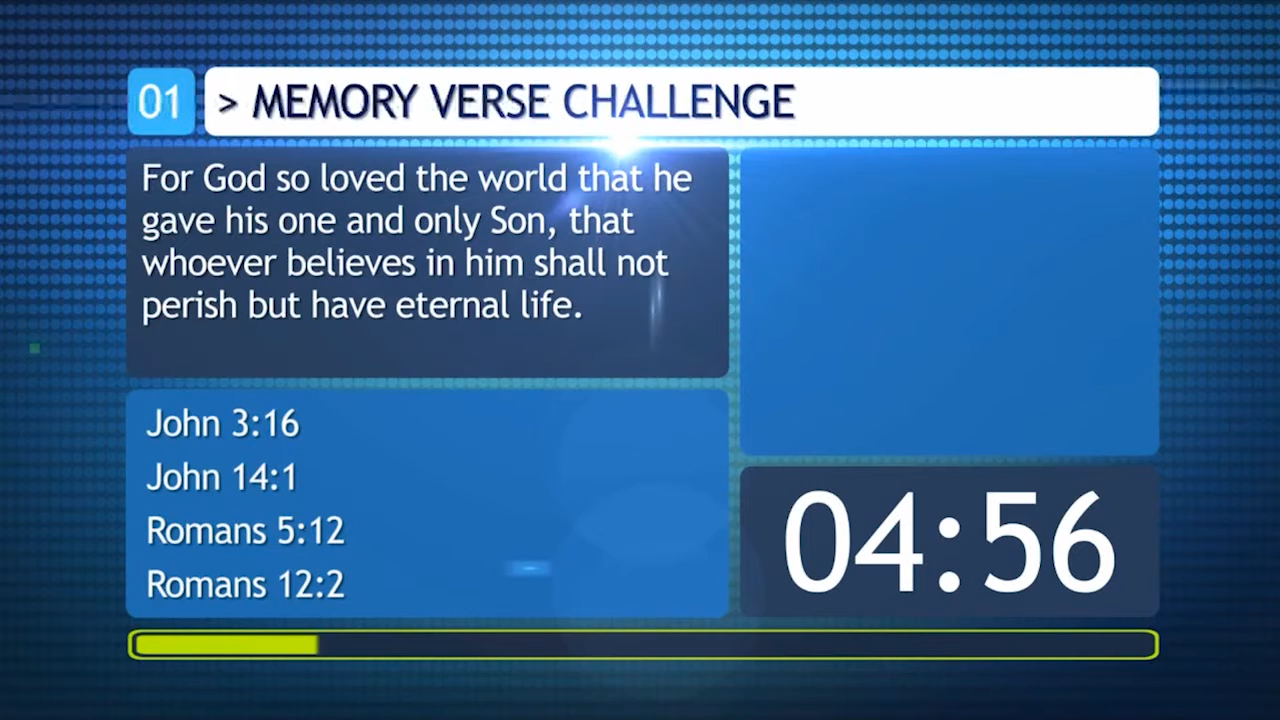 01 > MEMORY VERSE CHALLENGE
For God so loved the world that he
gave his one and only Son, that
whoever believes in him shall not
perish but have eternal life.
John 3:16
John 14:1
Romans 5:12
Romans 12:2
04:56